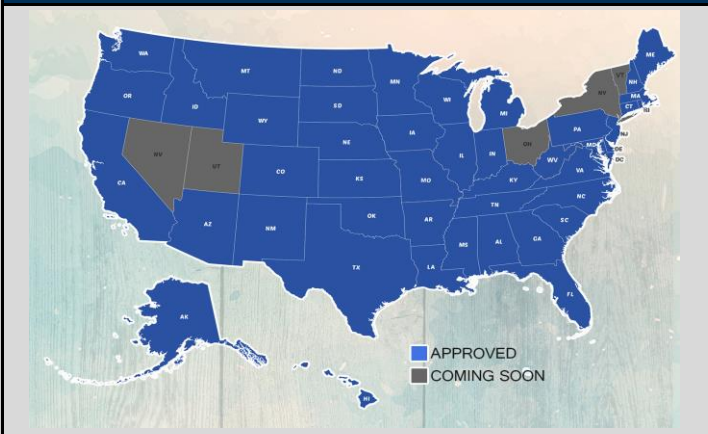 WA
MT
ND
MN
ME
VT
NH
OR
ID
SD
WI
MI
NY
MA
CT
RI
WY
IA
PA
NJ
NE
NV
UT
CO
IL
IN
OH
MD
DE
DC
WV
VA
CA
KS
MO
KY
NC
TN
AZ
NM
OK
AR
SC
MS
AL
GA
TX
LA
FL
AK
HI
APPROVED
COMING SOON